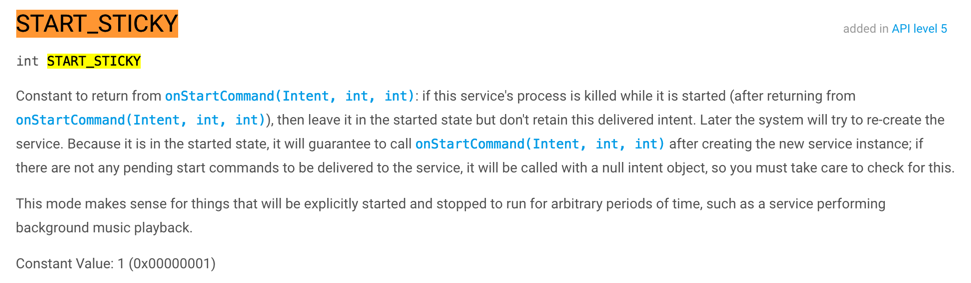 START_STICKY
added in API level 5
int START_STICKY
Constant to return from onStartCommand(Intent, int, int): if this service's process is killed while it is started (after returning from
onStartCommand(Intent, int, int)), then leave it in the started state but don't retain this delivered intent. Later the system will try to re-create the
service. Because it is in the started state, it will guarantee to call onStartCommand(Intent, int, int) after creating the new service instance; if
there are not any pending start commands to be delivered to the service, it will be called with a null intent object, so you must take care to check for this.
This mode makes sense for things that will be explicitly started and stopped to run for arbitrary periods of time, such as a service performing
background music playback.
Constant Value: 1 (0x00000001)